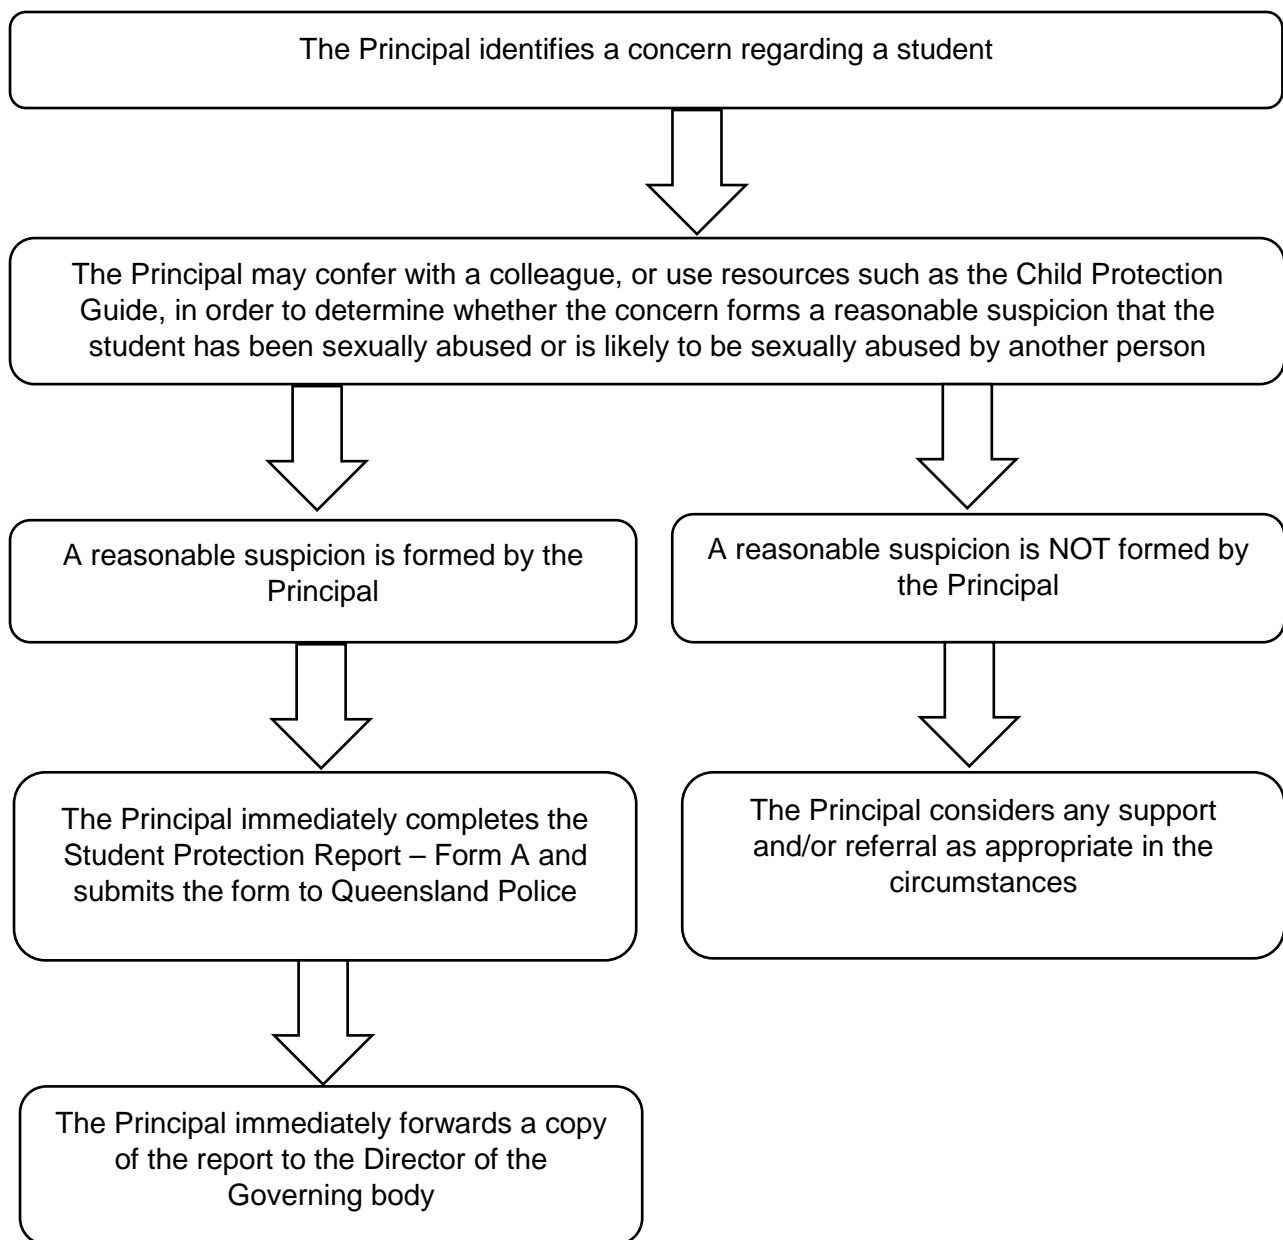 The Principal identifies a concern regarding a student
The Principal may confer with a colleague, or use resources such as the Child Protection
Guide, in order to determine whether the concern forms a reasonable suspicion that the
student has been sexually abused or is likely to be sexually abused by another person
A reasonable suspicion is formed by the
Principal
A reasonable suspicion is NOT formed by
the Principal
The Principal immediately completes the
Student Protection Report – Form A and
submits the form to Queensland Police
The Principal considers any support
and/or referral as appropriate in the
circumstances
The Principal immediately forwards a copy
of the report to the Director of the
Governing body